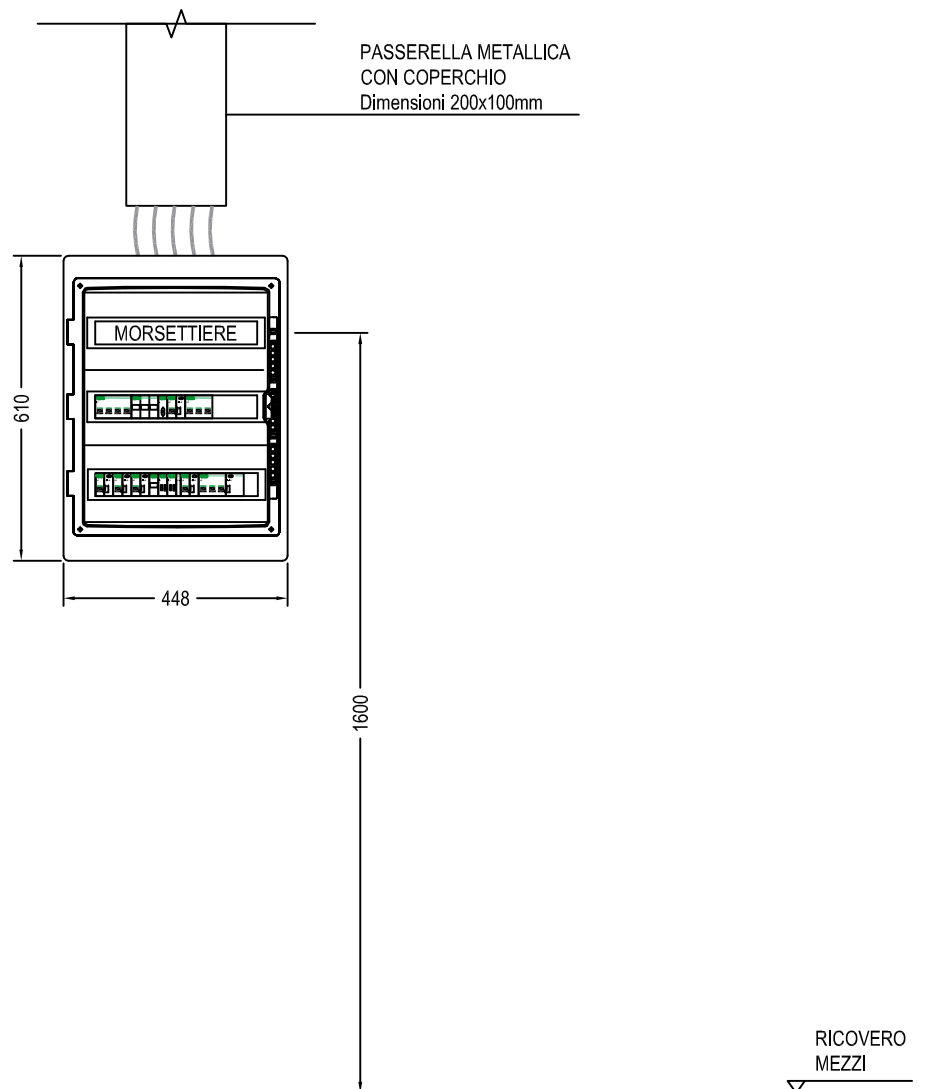 PASSERELLA METALLICA
CON COPERCHIO
Dimensioni 200x100mm
MORSETTIERE
610
448
1600
RICOVERO
MEZZI